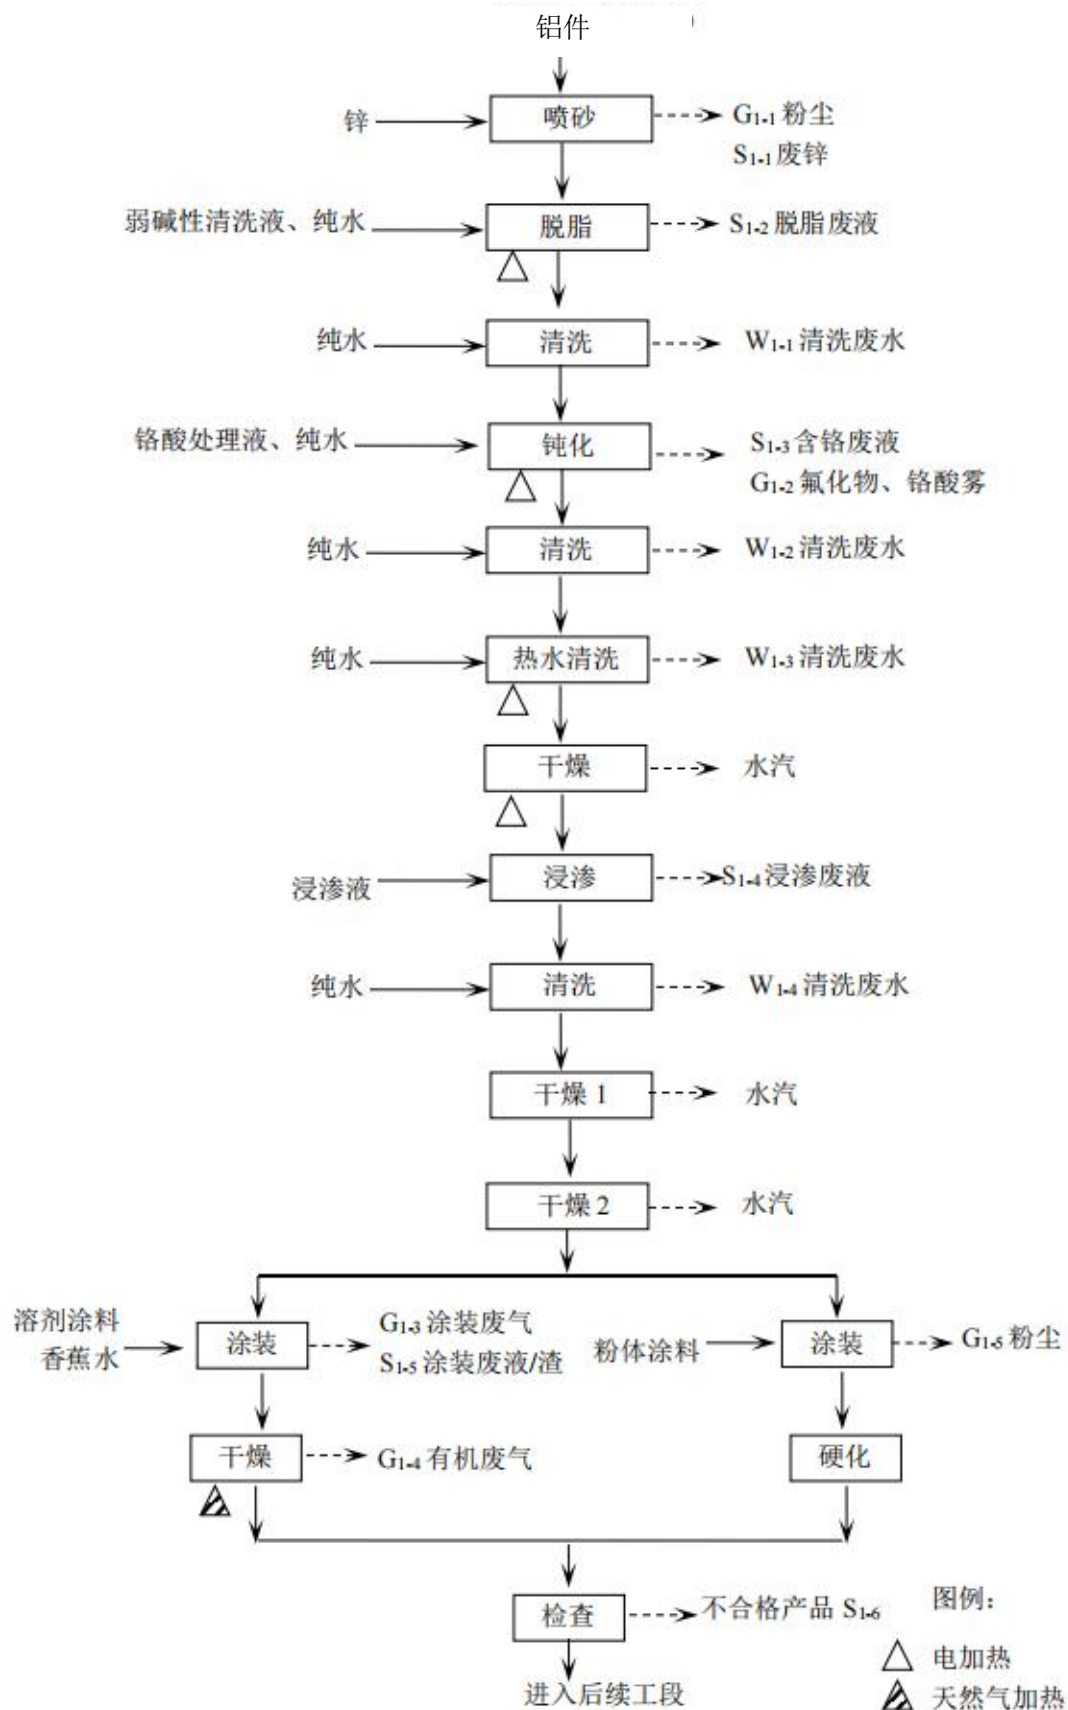 铝件
锌
喷砂
G₁₋₁粉尘
S₁₋₁废锌
弱碱性清洗液、纯水
脱脂
S₁₋₂脱脂废液
纯水
清洗
W₁₋₁清洗废水
铬酸处理液、纯水
钝化
S₁₋₃含铬废液
G₁₋₂氟化物、铬酸雾
纯水
清洗
W₁₋₂清洗废水
纯水
热水清洗
W₁₋₃清洗废水
干燥
水汽
浸渗液
浸渗
S₁₋₄浸渗废液
纯水
清洗
W₁₋₄清洗废水
干燥1
水汽
干燥2
水汽
溶剂涂料
香蕉水
涂装
G₁₋₃涂装废气
S₁₋₅涂装废液/渣
粉体涂料
涂装
G₁₋₅粉尘
干燥
G₁₋₄有机废气
硬化
检查
不合格产品 S₁₋₆
图例：
电加热
天然气加热
进入后续工段